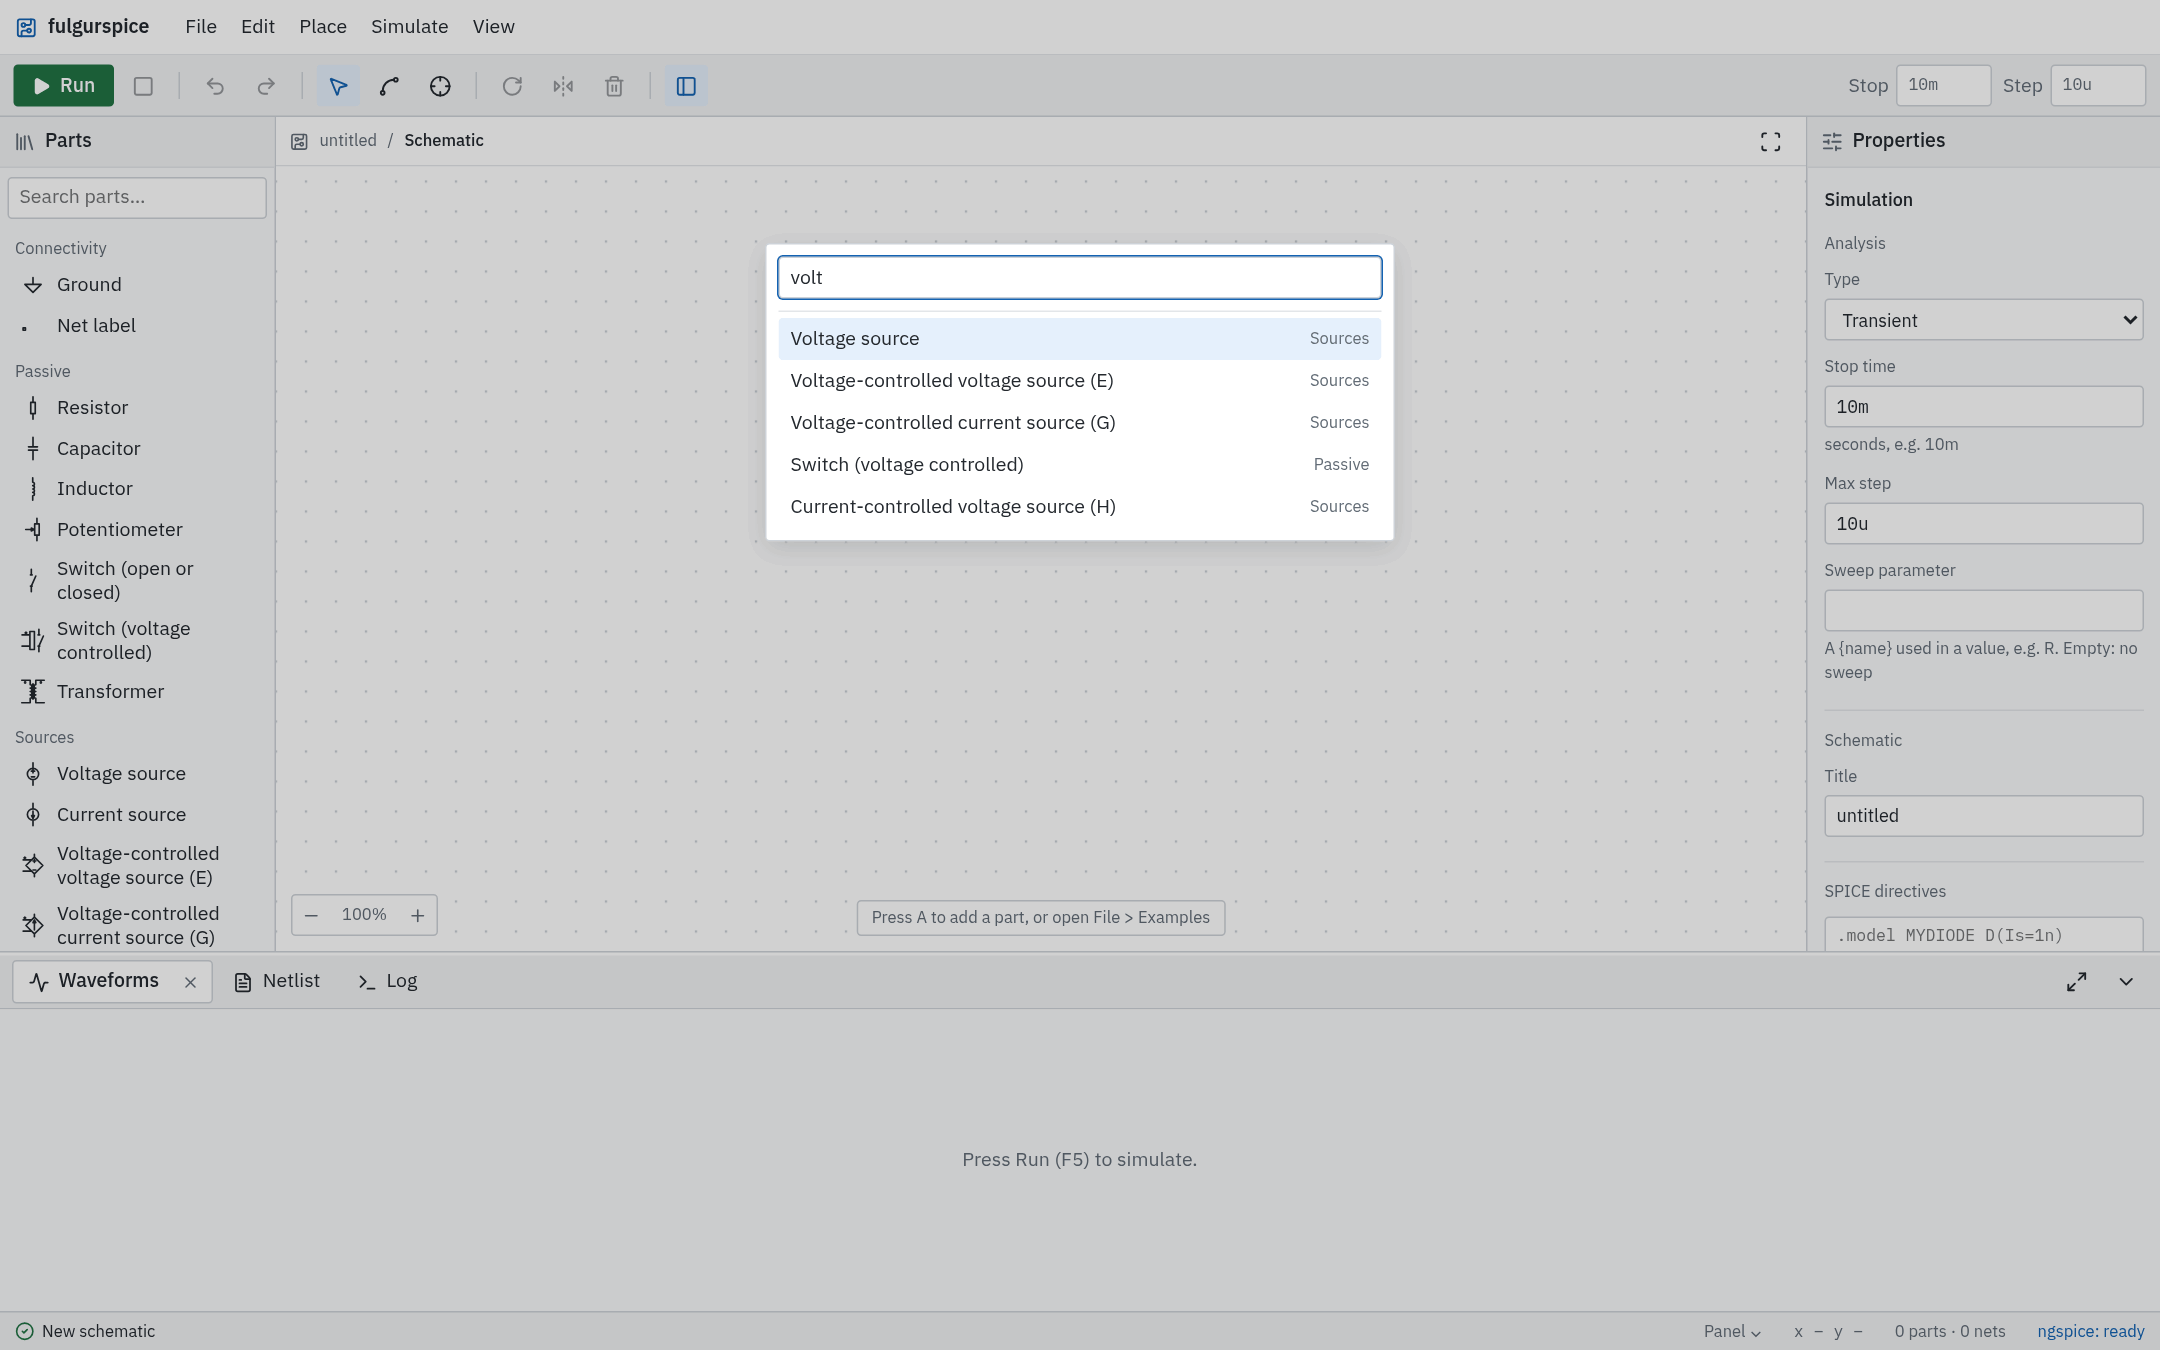 fulgurspice File Edit Place Simulate View
Run Stop 10m Step 10u
Parts
Search parts...
Connectivity
Ground
Net label
Passive
Resistor
Capacitor
Inductor
Potentiometer
Switch (open or
closed)
Switch (voltage
controlled)
Transformer
Sources
Voltage source
Current source
Voltage-controlled
voltage source (E)
Voltage-controlled
current source (G)
untitled / Schematic
volt
Voltage source Sources
Voltage-controlled voltage source (E) Sources
Voltage-controlled current source (G) Sources
Switch (voltage controlled) Passive
Current-controlled voltage source (H) Sources
100%
Press A to add a part, or open File > Examples
Properties
Simulation
Analysis
Type
Transient
Stop time
10m
seconds, e.g. 10m
Max step
10u
Sweep parameter
A {name} used in a value, e.g. R. Empty: no
sweep
Schematic
Title
untitled
SPICE directives
.model MYDIODE D(Is=1n)
Waveforms Netlist Log
Press Run (F5) to simulate.
New schematic Panel x – y – 0 parts · 0 nets ngspice: ready